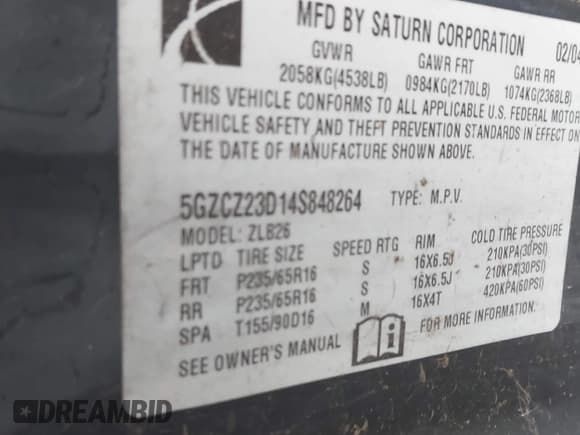 MFD BY SATURN CORPORATION 02/04
GVWR GAWR FRT GAWR RR
2058KG(4538LB) 0984KG(2170LB) 1074KG(2368LB)
THIS VEHICLE CONFORMS TO ALL APPLICABLE U.S. FEDERAL MOTOR
VEHICLE SAFETY AND THEFT PREVENTION STANDARDS IN EFFECT ON
THE DATE OF MANUFACTURE SHOWN ABOVE.
5GZCZ23D14S848264 TYPE: M.P.V.
MODEL: ZLB26
LPTD TIRE SIZE SPEED RTG RIM COLD TIRE PRESSURE
FRT P235/65R16 S 16X6.5J 210KPA(30PSI)
RR P235/65R16 S 16X6.5J 210KPA(30PSI)
SPA T155/90D16 M 16X4T 420KPA(60PSI)
SEE OWNER'S MANUAL i FOR MORE INFORMATION.
DREAMBID